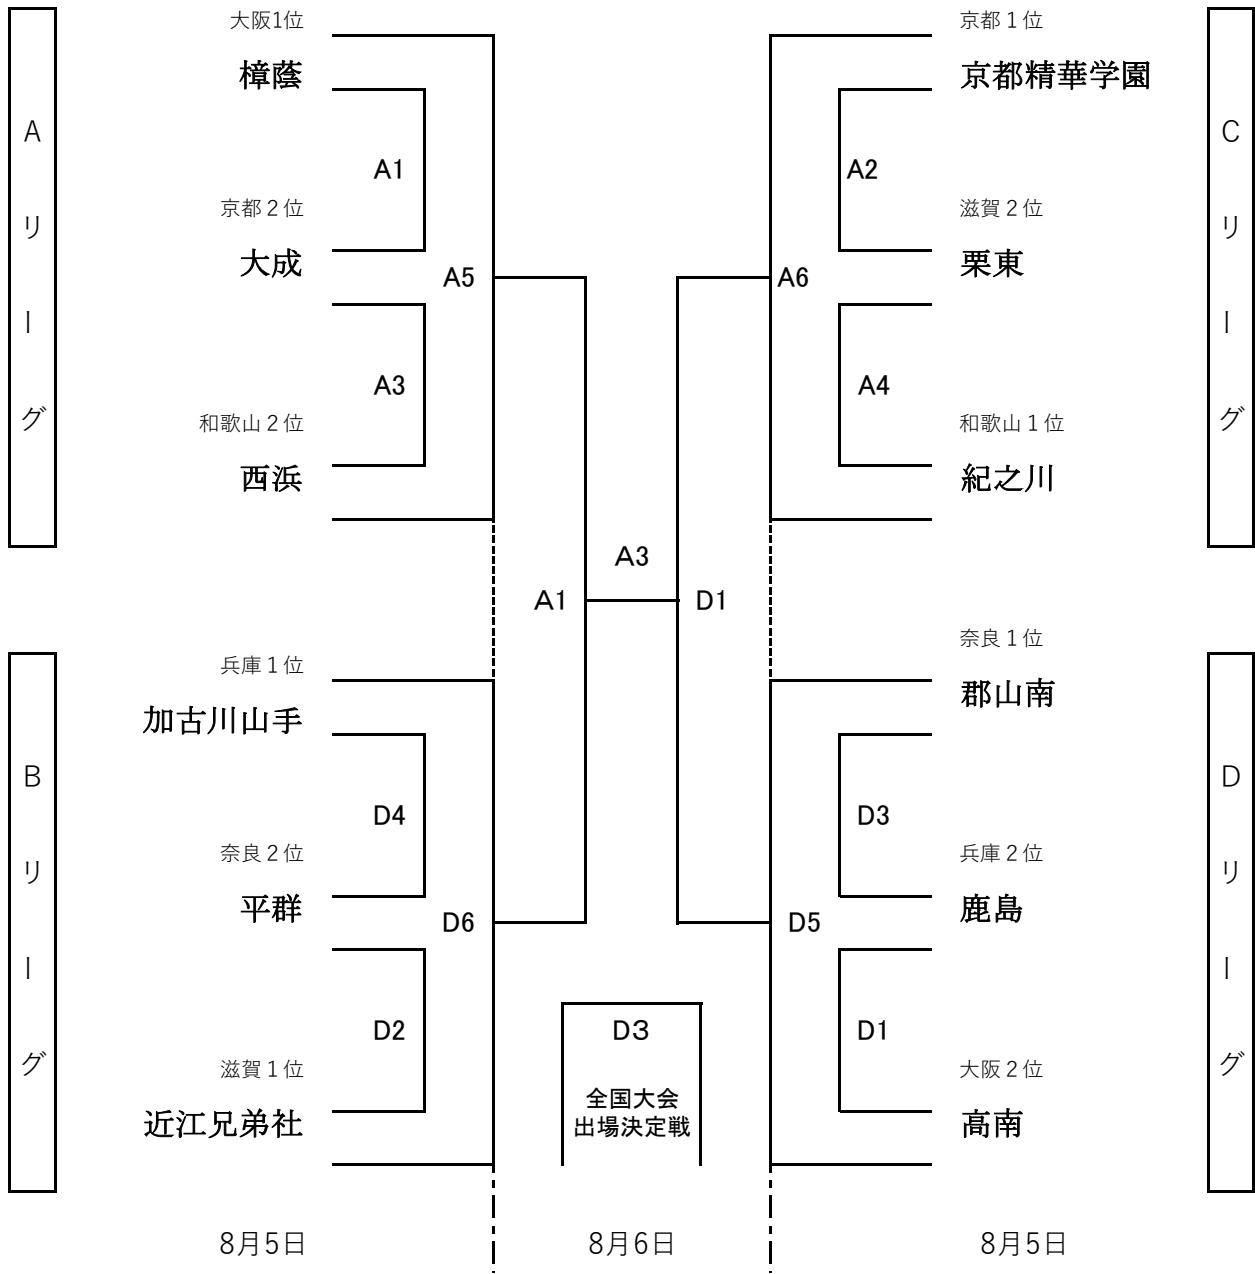 Aリーグ
大阪1位
樟蔭
A1
京都２位
大成
A5
A3
和歌山２位
西浜
Bリーグ
兵庫１位
加古川山手
D4
奈良２位
平群
D6
D2
滋賀１位
近江兄弟社
8月5日
A3
A1
D1
D3
全国大会
出場決定戦
8月6日
京都１位
京都精華学園
A2
滋賀２位
栗東
A6
A4
和歌山１位
紀之川
Cリーグ
奈良１位
郡山南
D3
兵庫２位
鹿島
D5
D1
大阪２位
高南
Dリーグ
8月5日